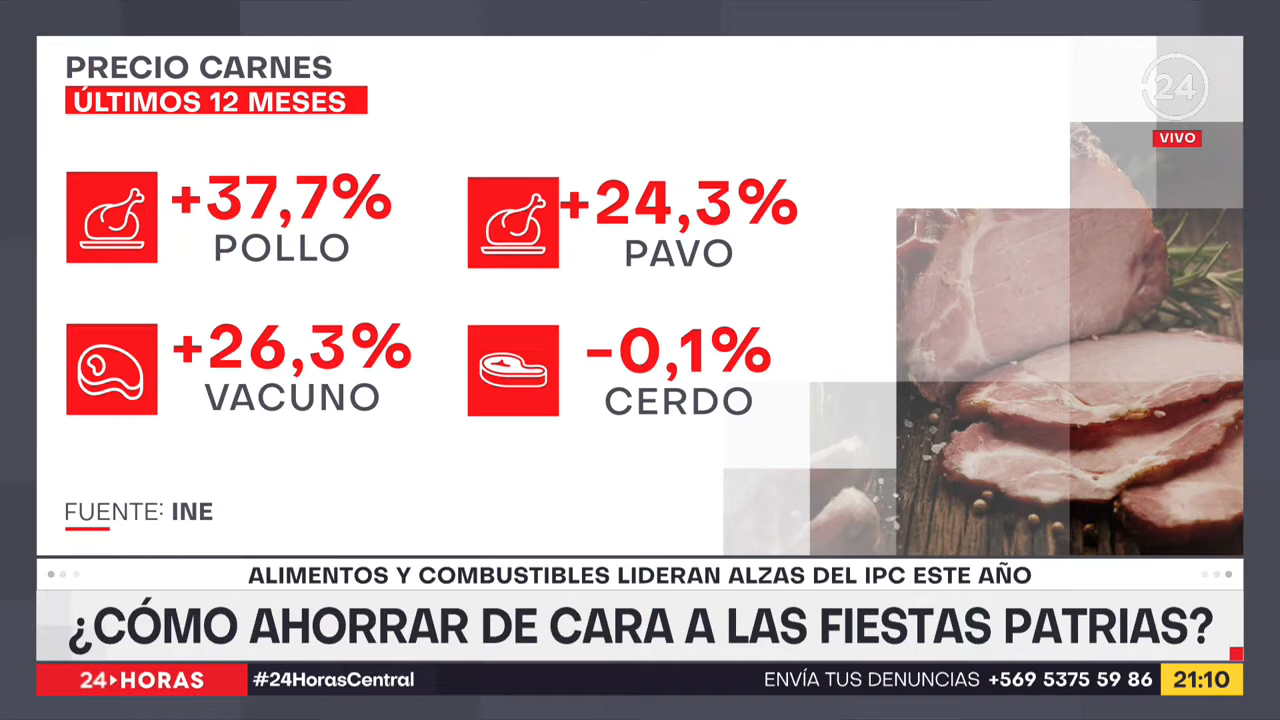 PRECIO CARNES
ÚLTIMOS 12 MESES
24
VIVO
+37,7%
POLLO
+24,3%
PAVO
+26,3%
VACUNO
-0,1%
CERDO
FUENTE: INE
ALIMENTOS Y COMBUSTIBLES LIDERAN ALZAS DEL IPC ESTE AÑO
¿CÓMO AHORRAR DE CARA A LAS FIESTAS PATRIAS?
24 HORAS #24HorasCentral ENVÍA TUS DENUNCIAS +569 5375 59 86 21:10